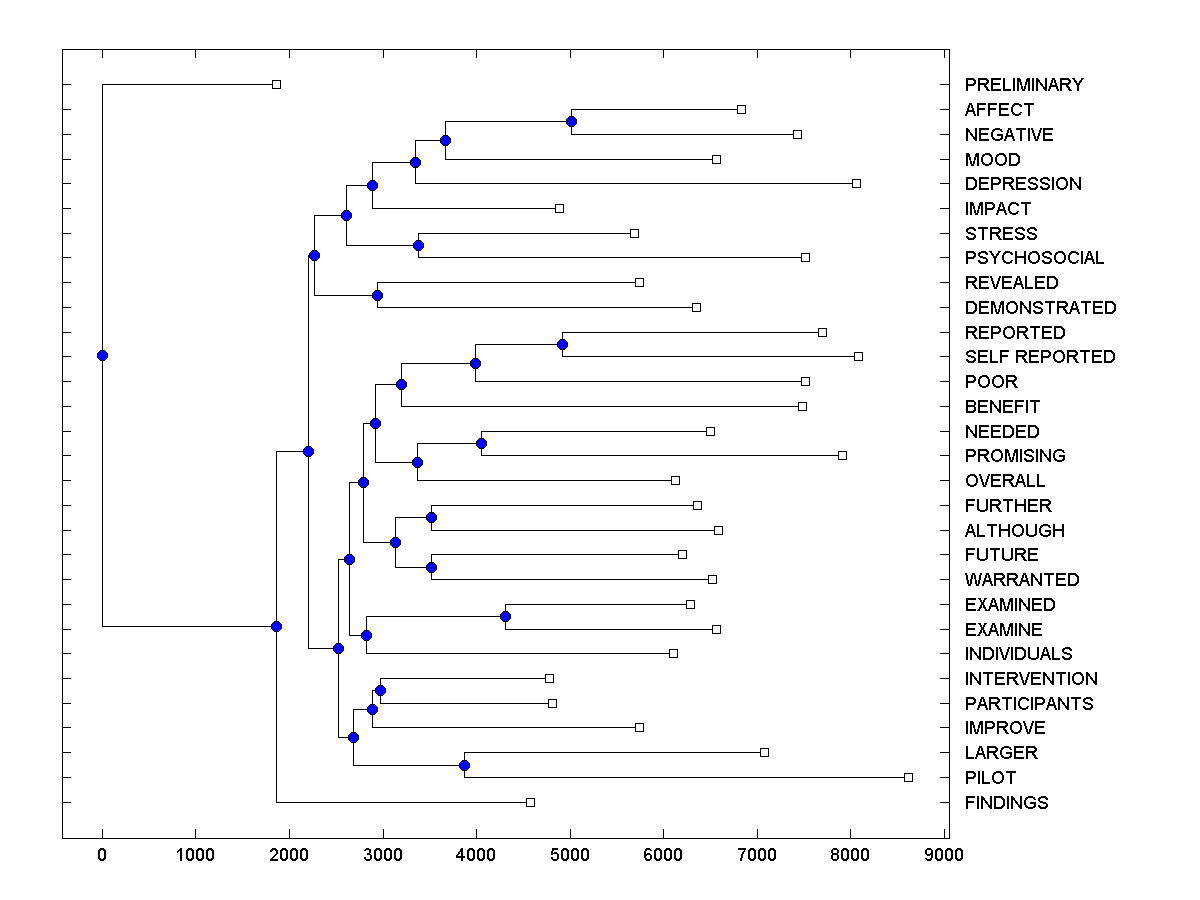 PRELIMINARY
AFFECT
NEGATIVE
MOOD
DEPRESSION
IMPACT
STRESS
PSYCHOSOCIAL
REVEALED
DEMONSTRATED
REPORTED
SELF REPORTED
POOR
BENEFIT
NEEDED
PROMISING
OVERALL
FURTHER
ALTHOUGH
FUTURE
WARRANTED
EXAMINED
EXAMINE
INDIVIDUALS
INTERVENTION
PARTICIPANTS
IMPROVE
LARGER
PILOT
FINDINGS
0 1000 2000 3000 4000 5000 6000 7000 8000 9000